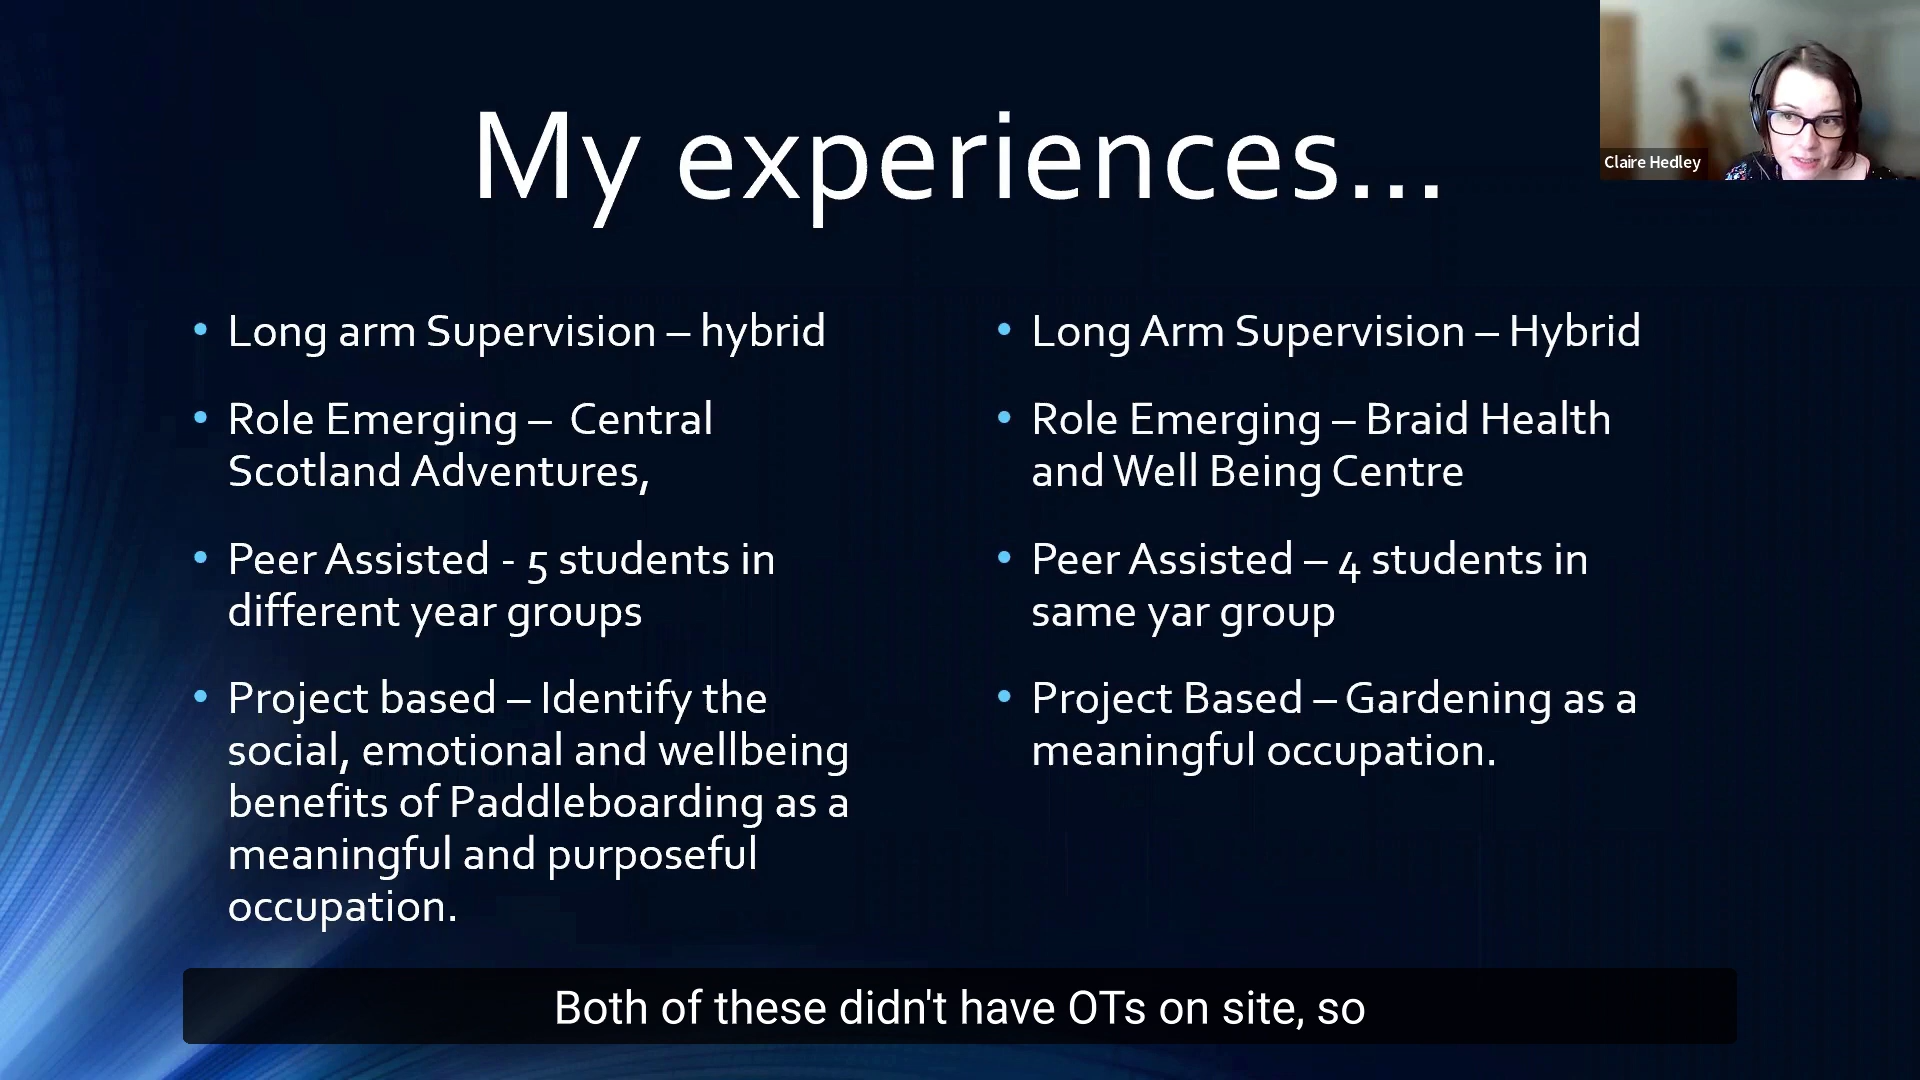 My experiences...
Claire Hedley
Long arm Supervision – hybrid
Role Emerging – Central
Scotland Adventures,
Peer Assisted - 5 students in
different year groups
Project based – Identify the
social, emotional and wellbeing
benefits of Paddleboarding as a
meaningful and purposeful
occupation.
Long Arm Supervision – Hybrid
Role Emerging – Braid Health
and Well Being Centre
Peer Assisted – 4 students in
same yar group
Project Based – Gardening as a
meaningful occupation.
Both of these didn't have OTs on site, so